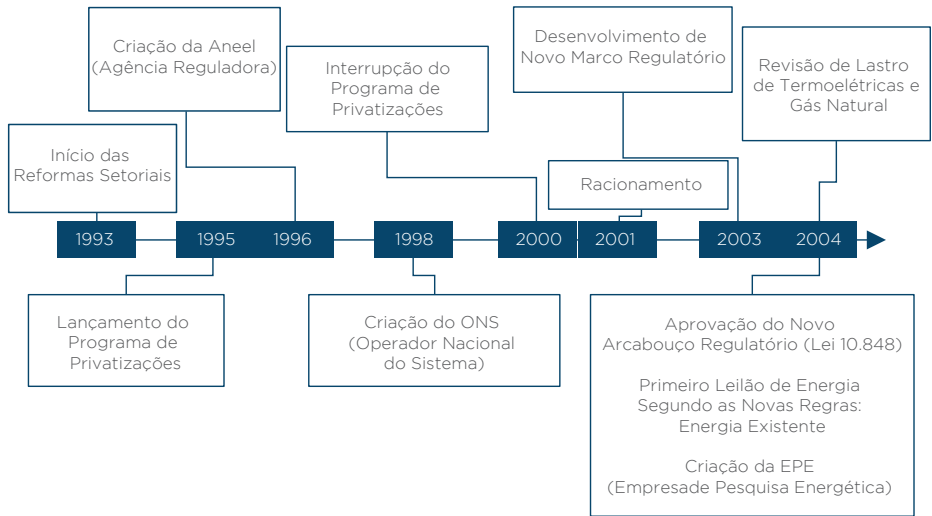 Criação da Aneel
(Agência Reguladora)
Interrupção do
Programa de
Privatizações
Desenvolvimento de
Novo Marco Regulatório
Revisão de Lastro
de Termoelétricas e
Gás Natural
Início das
Reformas Setoriais
Racionamento
1993
1995
1996
1998
2000
2001
2003
2004
Lançamento do
Programa de
Privatizações
Criação do ONS
(Operador Nacional
do Sistema)
Aprovação do Novo
Arcabouço Regulatório (Lei 10.848)
Primeiro Leilão de Energia
Segundo as Novas Regras:
Energia Existente
Criação da EPE
(Empresade Pesquisa Energética)